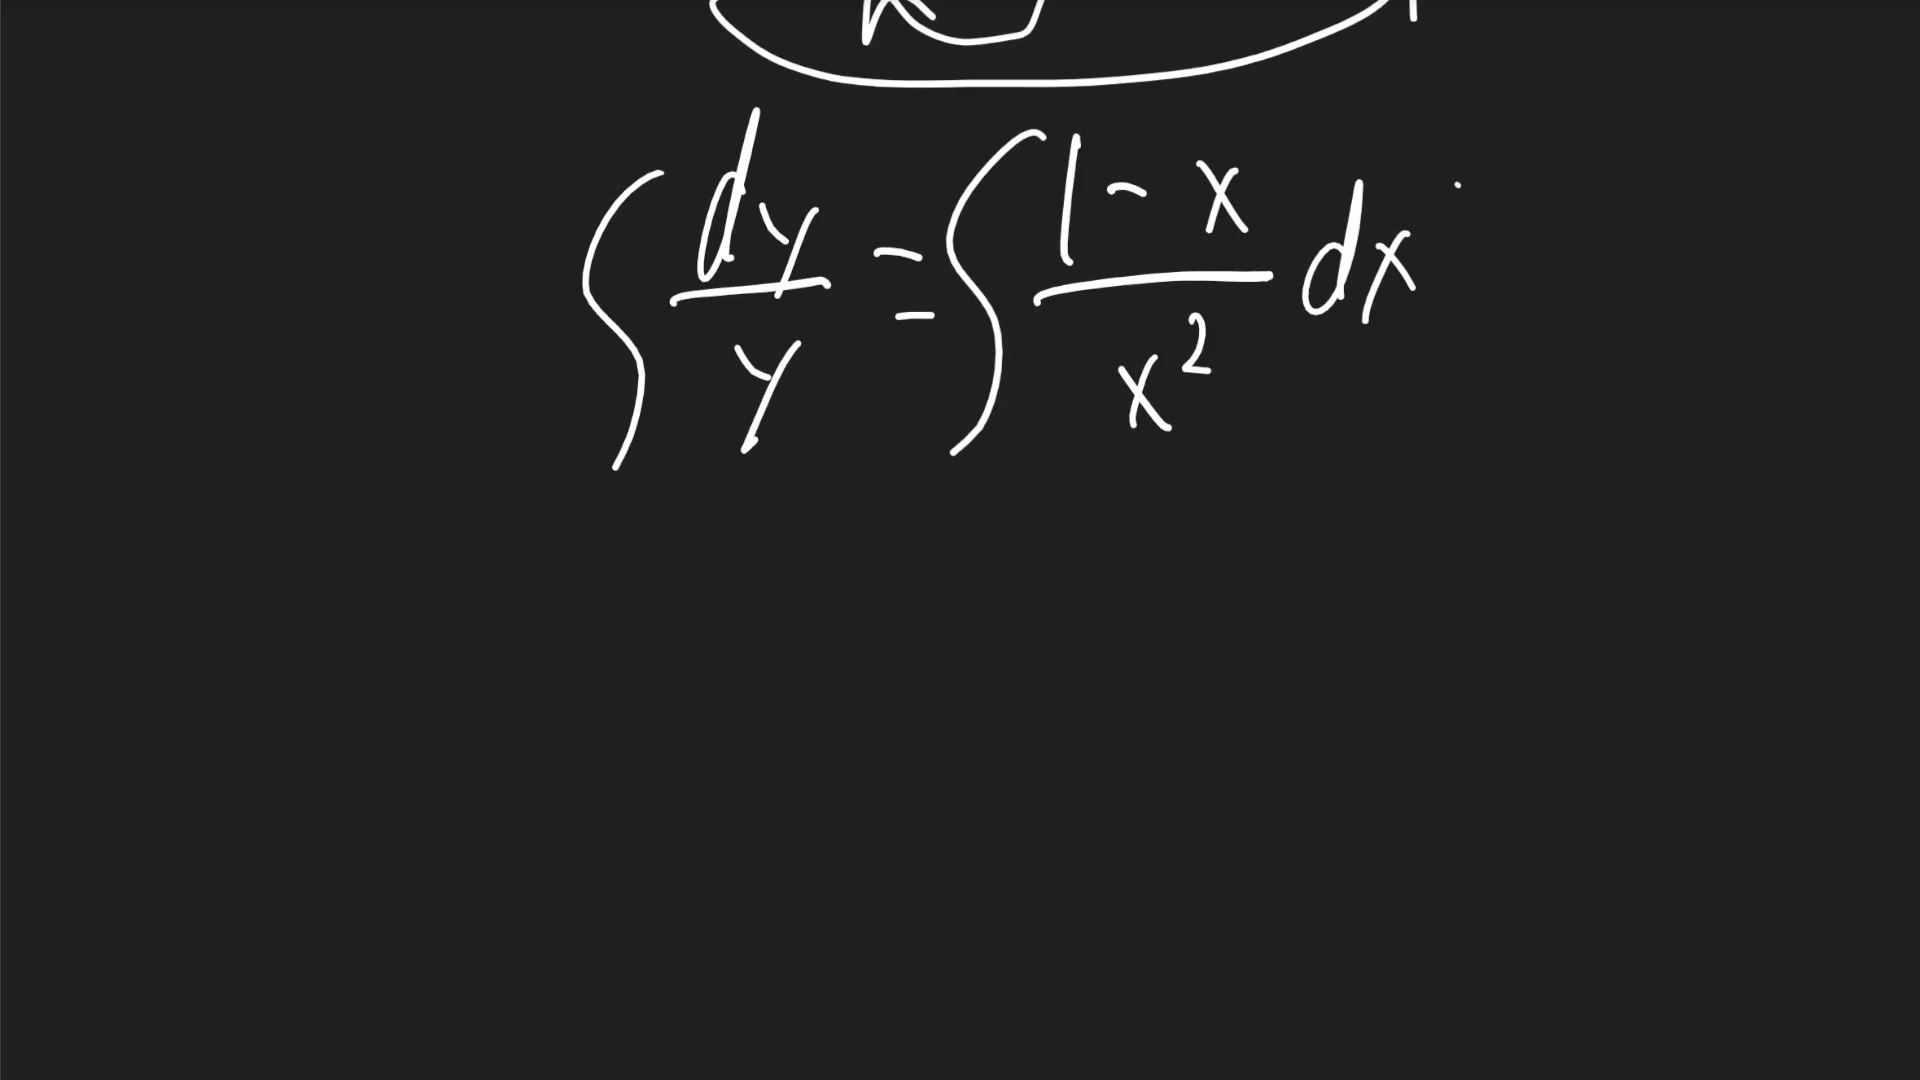 ∫ dy/y = ∫ (1 - x)/x² dx